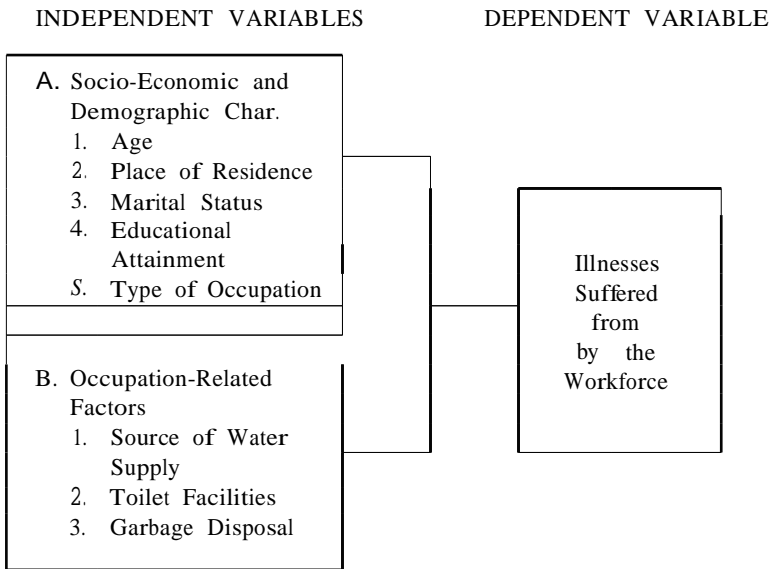 INDEPENDENT VARIABLES
DEPENDENT VARIABLE
A. Socio-Economic and
Demographic Char.
1. Age
2. Place of Residence
3. Marital Status
4. Educational
Attainment
S. Type of Occupation
B. Occupation-Related
Factors
1. Source of Water
Supply
2. Toilet Facilities
3. Garbage Disposal
Illnesses
Suffered
from
by the
Workforce